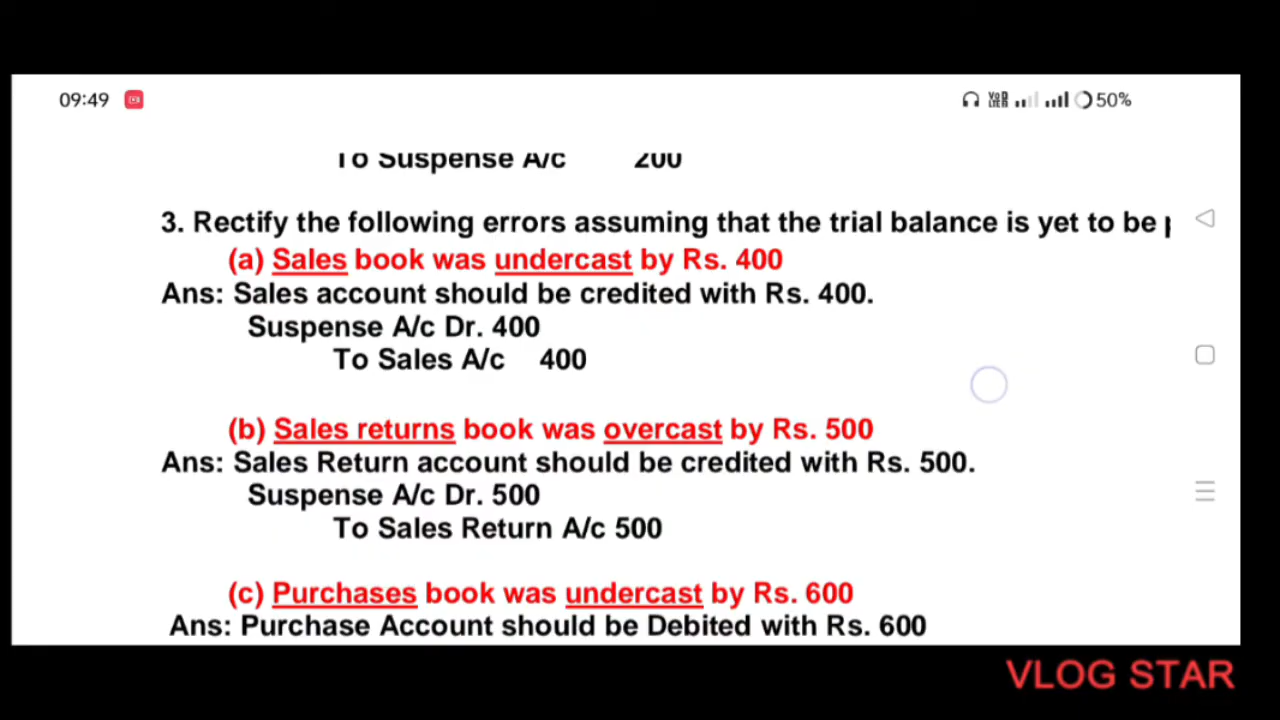 09:49
VoD LTE 50%
To Suspense A/c 200
3. Rectify the following errors assuming that the trial balance is yet to be
(a) Sales book was undercast by Rs. 400
Ans: Sales account should be credited with Rs. 400.
Suspense A/c Dr. 400
To Sales A/c 400
(b) Sales returns book was overcast by Rs. 500
Ans: Sales Return account should be credited with Rs. 500.
Suspense A/c Dr. 500
To Sales Return A/c 500
(c) Purchases book was undercast by Rs. 600
Ans: Purchase Account should be Debited with Rs. 600
VLOG STAR